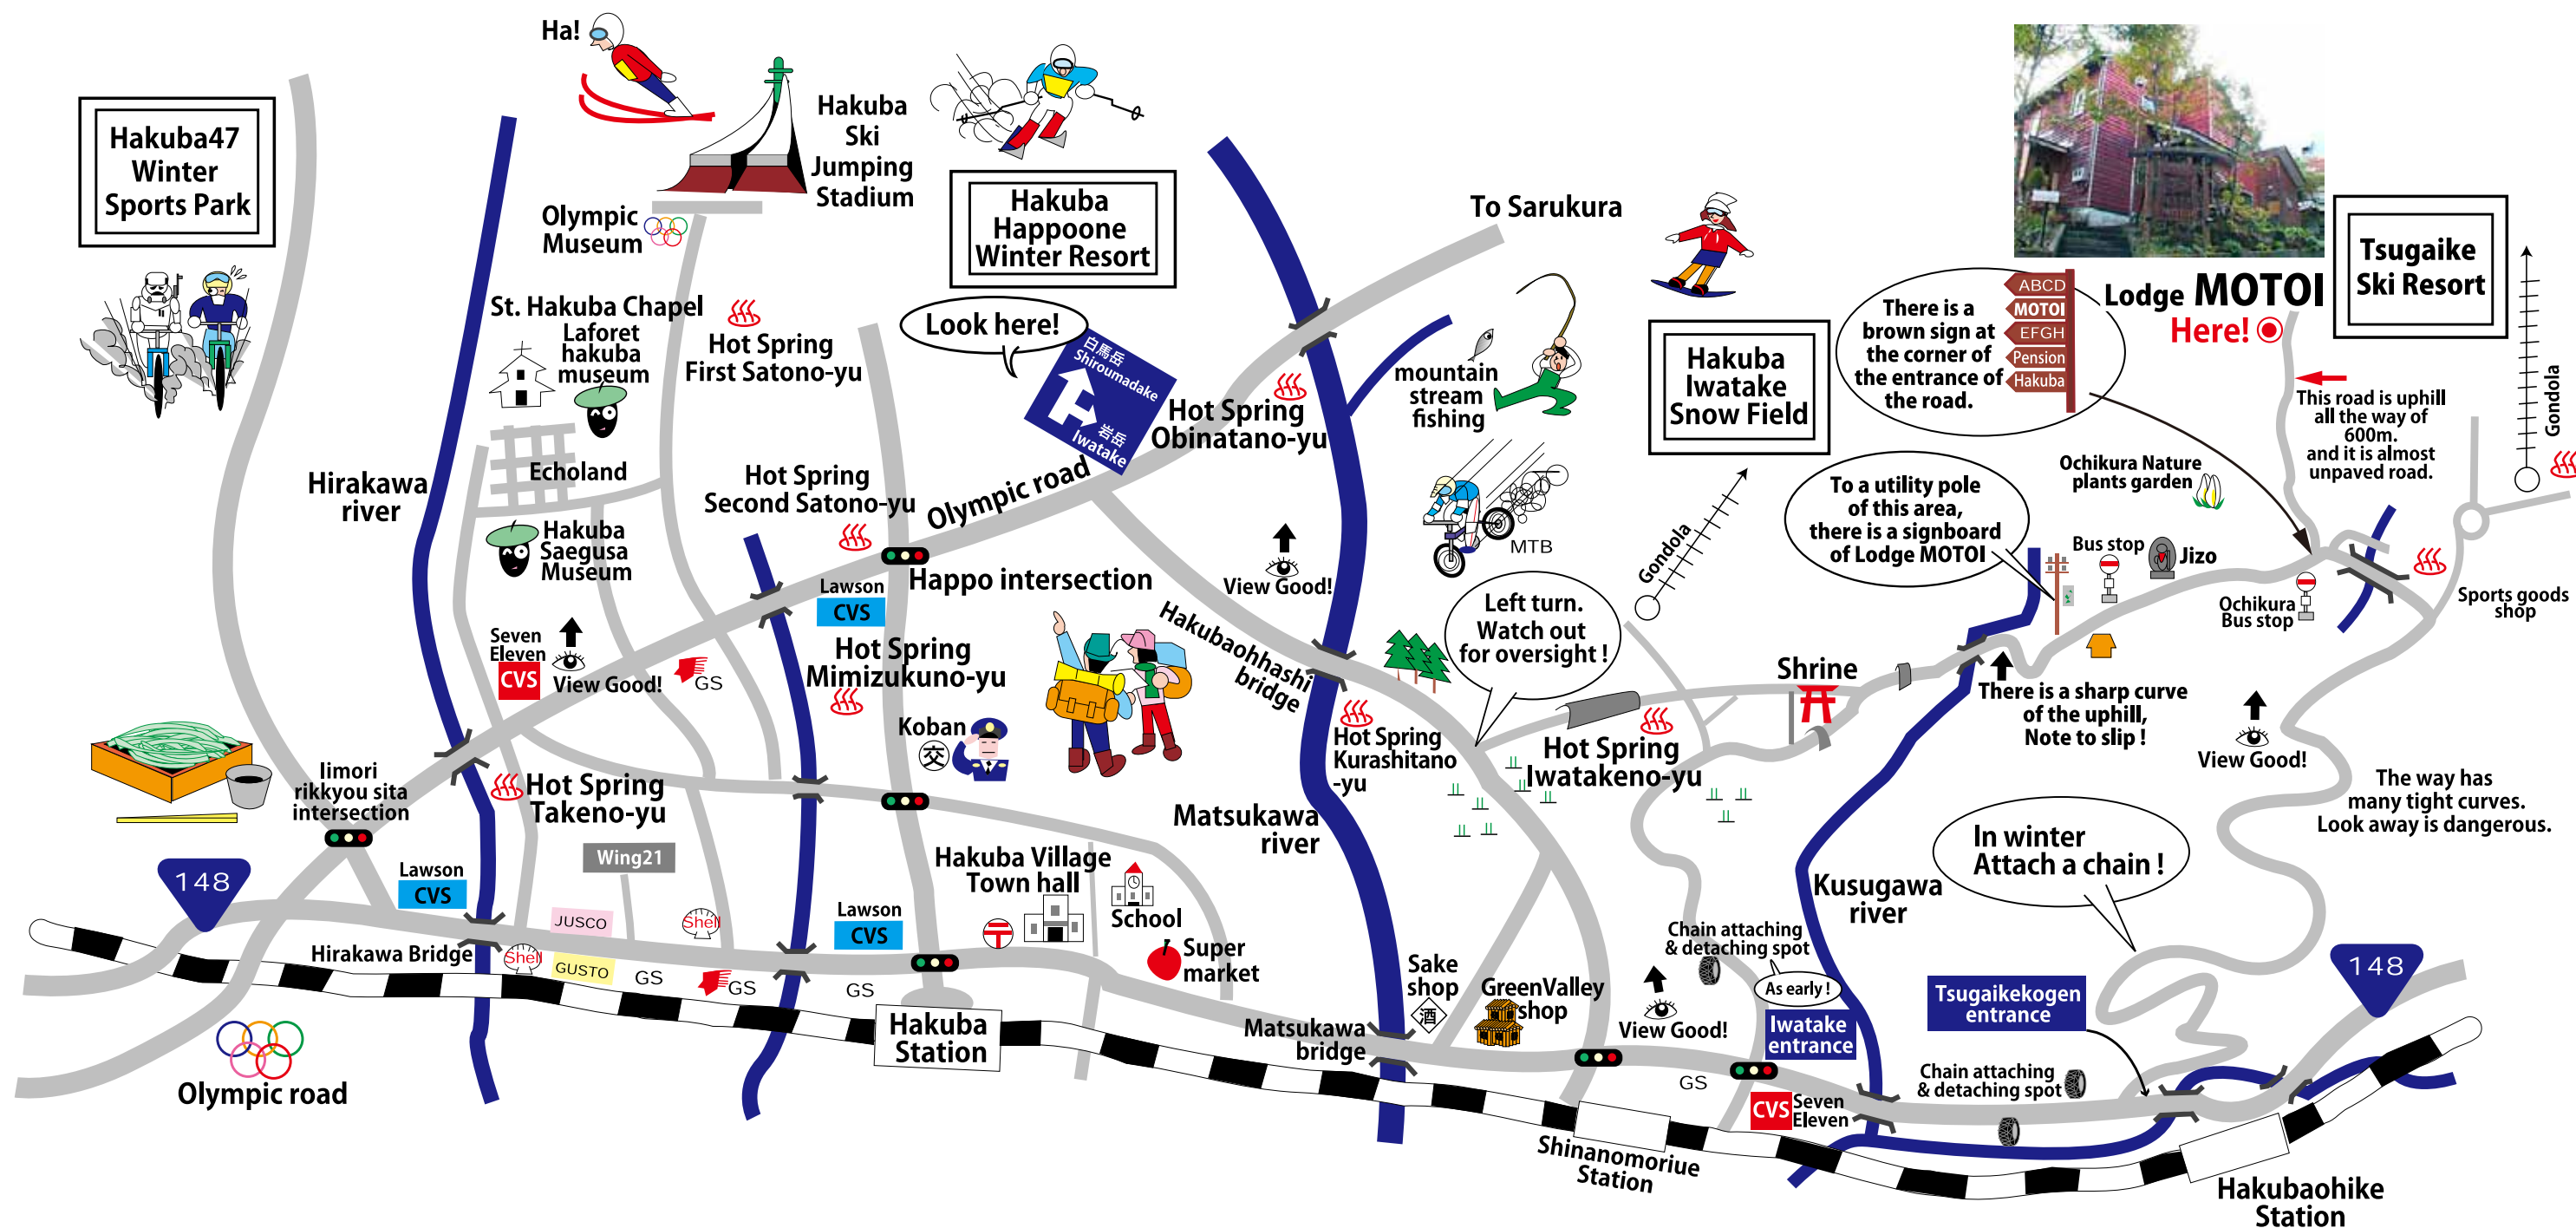 Ha!
Hakuba47
Winter
Sports Park
Hakuba
Ski
Jumping
Stadium
Olympic
Museum
Hakuba
Happoone
Winter Resort
To Sarukura
St. Hakuba Chapel
Laforet
hakuba
museum
Hot Spring
First Satono-yu
Look here!
白馬岳
Shiroumadake
岩岳
Iwatake
Hot Spring
Obinatano-yu
mountain
stream
fishing
Hakuba
Iwatake
Snow Field
There is a
brown sign at
the corner of
the entrance of
the road.
ABCD
MOTOI
EFGH
Pension
Hakuba
Lodge MOTOI
Here!
Tsugaike
Ski Resort
Gondola
This road is uphill
all the way of
600m.
and it is almost
unpaved road.
Ochikura Nature
plants garden
To a utility pole
of this area,
there is a signboard
of Lodge MOTOI
Bus stop
Jizo
Ochikura
Bus stop
Sports goods
shop
Hirakawa
river
Echoland
Hakuba
Saegusa
Museum
Hot Spring
Second Satono-yu
Olympic road
Lawson
CVS
Happo intersection
View Good!
MTB
Gondola
Left turn.
Watch out
for oversight !
Hakubaohhashi
bridge
Seven
Eleven
CVS
View Good!
GS
Hot Spring
Mimizukuno-yu
Koban
交
Hot Spring
Kurashitano
-yu
Hot Spring
Iwatakeno-yu
Shrine
There is a sharp curve
of the uphill,
Note to slip !
View Good!
The way has
many tight curves.
Look away is dangerous.
Iimori
rikkyou sita
intersection
Hot Spring
Takeno-yu
Matsukawa
river
148
Lawson
CVS
Wing21
JUSCO
Shell
Lawson
CVS
Hakuba Village
Town hall
School
Super
market
Kusugawa
river
In winter
Attach a chain !
Hirakawa Bridge
Shell
GUSTO
GS
GS
GS
Hakuba
Station
Matsukawa
bridge
Sake
shop
酒
GreenValley
shop
View Good!
Chain attaching
& detaching spot
As early !
Iwatake
entrance
Tsugaikekogen
entrance
148
Olympic road
GS
CVS
Seven
Eleven
Chain attaching
& detaching spot
Shinanomoriue
Station
Hakubaohike
Station